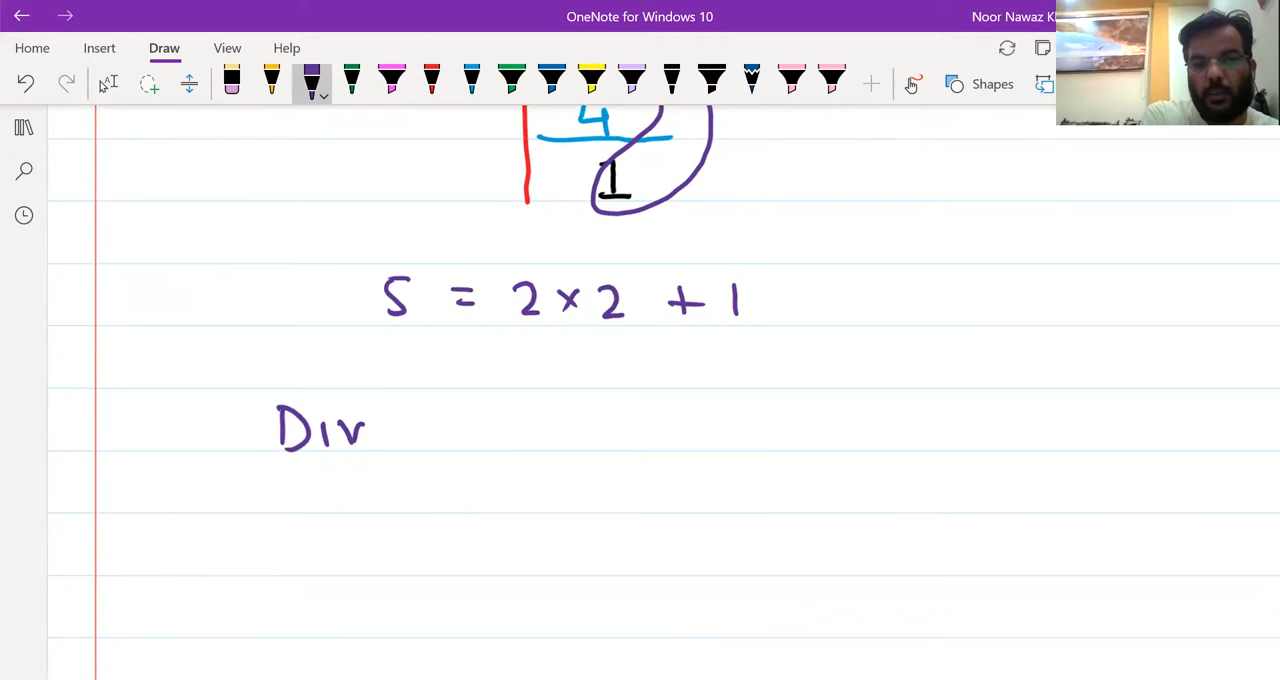 OneNote for Windows 10
Noor Nawaz K
Home Insert Draw View Help
Shapes
4
1
5 = 2 × 2 + 1
Div